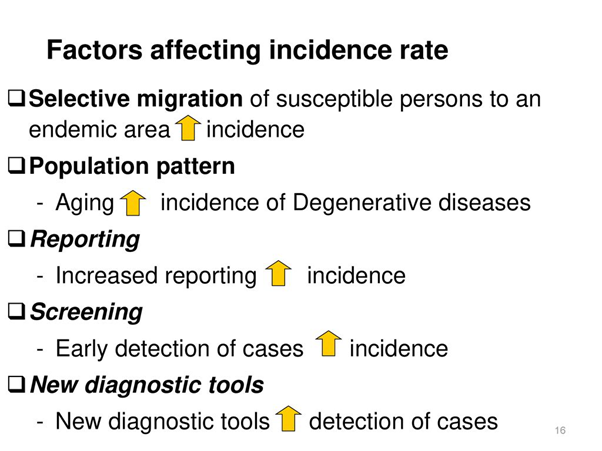 Factors affecting incidence rate
❑Selective migration of susceptible persons to an
endemic area ⬆ incidence
❑Population pattern
- Aging ⬆ incidence of Degenerative diseases
❑Reporting
- Increased reporting ⬆ incidence
❑Screening
- Early detection of cases ⬆ incidence
❑New diagnostic tools
- New diagnostic tools ⬆ detection of cases
16